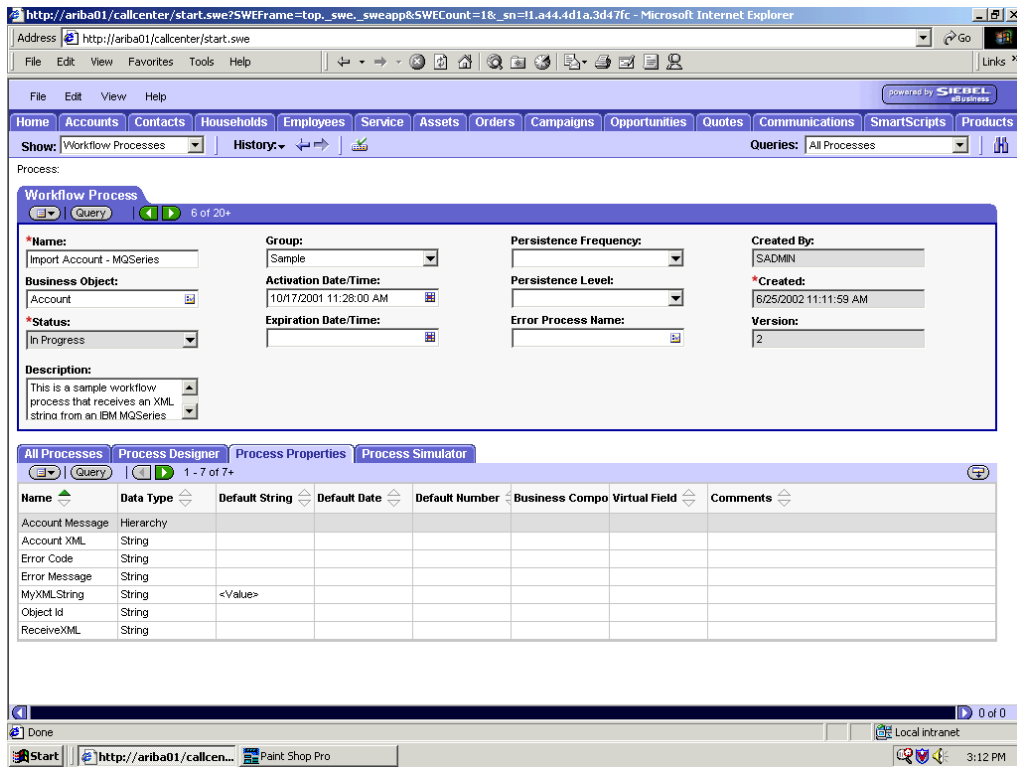 http://ariba01/callcenter/start.swe?SWEFrame=top._swe._sweapp&SWECount=1&_sn=!1.a44.4d1a.3d47fc - Microsoft Internet Explorer
Address http://ariba01/callcenter/start.swe Go
File Edit View Favorites Tools Help Links »
File Edit View Help powered by SIEBEL eBusiness
Home Accounts Contacts Households Employees Service Assets Orders Campaigns Opportunities Quotes Communications SmartScripts Products
Show: Workflow Processes History: Queries: All Processes
Process:
Workflow Process
Query 6 of 20+
*Name: Group: Persistence Frequency: Created By:
Import Account - MQSeries Sample SADMIN
Business Object: Activation Date/Time: Persistence Level: *Created:
Account 10/17/2001 11:28:00 AM 6/25/2002 11:11:59 AM
*Status: Expiration Date/Time: Error Process Name: Version:
In Progress 2
Description:
This is a sample workflow
process that receives an XML
string from an IBM MQSeries
All Processes Process Designer Process Properties Process Simulator
Query 1 - 7 of 7+
Name Data Type Default String Default Date Default Number Business Compo Virtual Field Comments
Account Message Hierarchy
Account XML String
Error Code String
Error Message String
MyXMLString String <Value>
Object Id String
ReceiveXML String
0 of 0
Done Local intranet
Start http://ariba01/callcen... Paint Shop Pro 3:12 PM